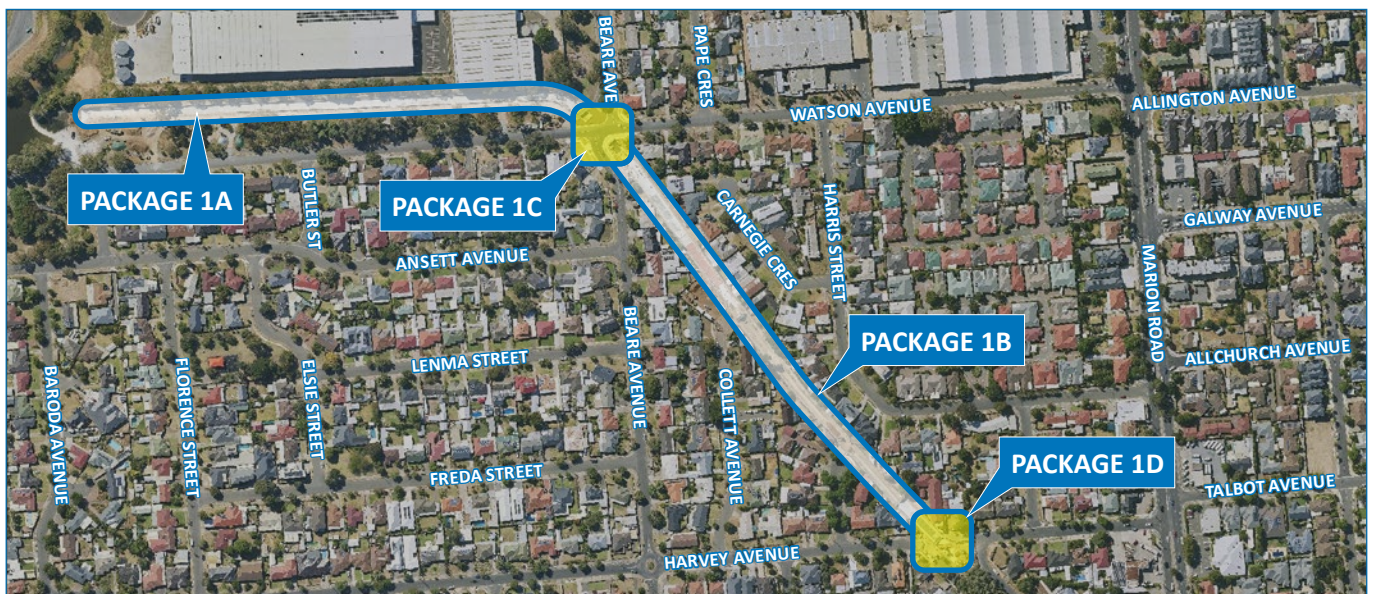 BEARE AVE
PAPE CRES
WATSON AVENUE
ALLINGTON AVENUE
PACKAGE 1A
BUTLER ST
PACKAGE 1C
CARNEGIE CRES
HARRIS STREET
GALWAY AVENUE
ANSETT AVENUE
MARION ROAD
BEARE AVENUE
PACKAGE 1B
LENMA STREET
ALLCHURCH AVENUE
BARODA AVENUE
FLORENCE STREET
ELSIE STREET
COLLETT AVENUE
PACKAGE 1D
FREDA STREET
TALBOT AVENUE
HARVEY AVENUE